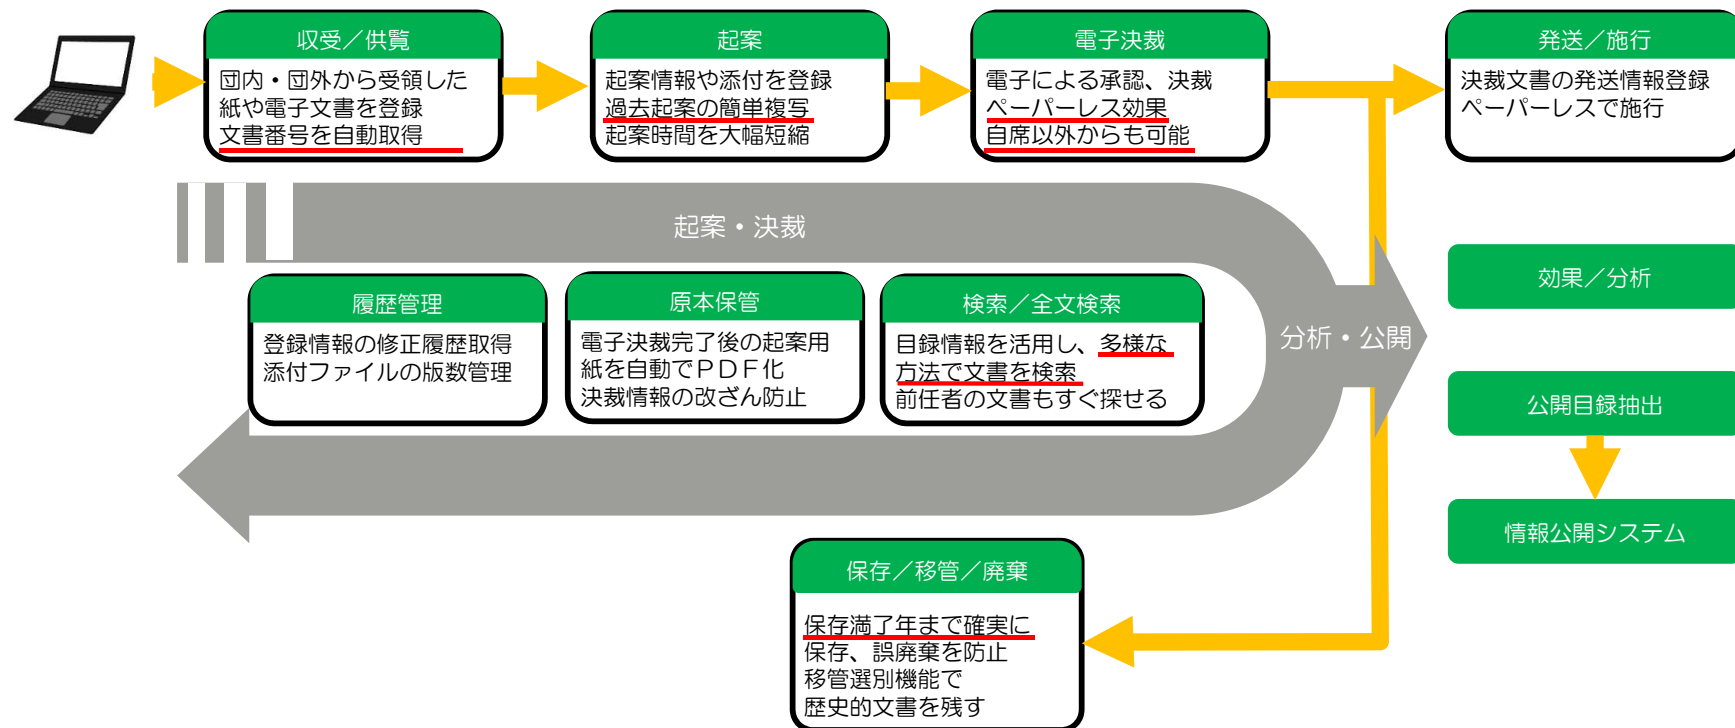 収受／供覧
団内・団外から受領した
紙や電子文書を登録
文書番号を自動取得
起案
起案情報や添付を登録
過去起案の簡単複写
起案時間を大幅短縮
電子決裁
電子による承認、決裁
ペーパーレス効果
自席以外からも可能
発送／施行
決裁文書の発送情報登録
ペーパーレスで施行
起案・決裁
履歴管理
登録情報の修正履歴取得
添付ファイルの版数管理
原本保管
電子決裁完了後の起案用
紙を自動でＰＤＦ化
決裁情報の改ざん防止
検索／全文検索
目録情報を活用し、多様な
方法で文書を検索
前任者の文書もすぐ探せる
分析・公開
効果／分析
公開目録抽出
情報公開システム
保存／移管／廃棄
保存満了年まで確実に
保存、誤廃棄を防止
移管選別機能で
歴史的文書を残す